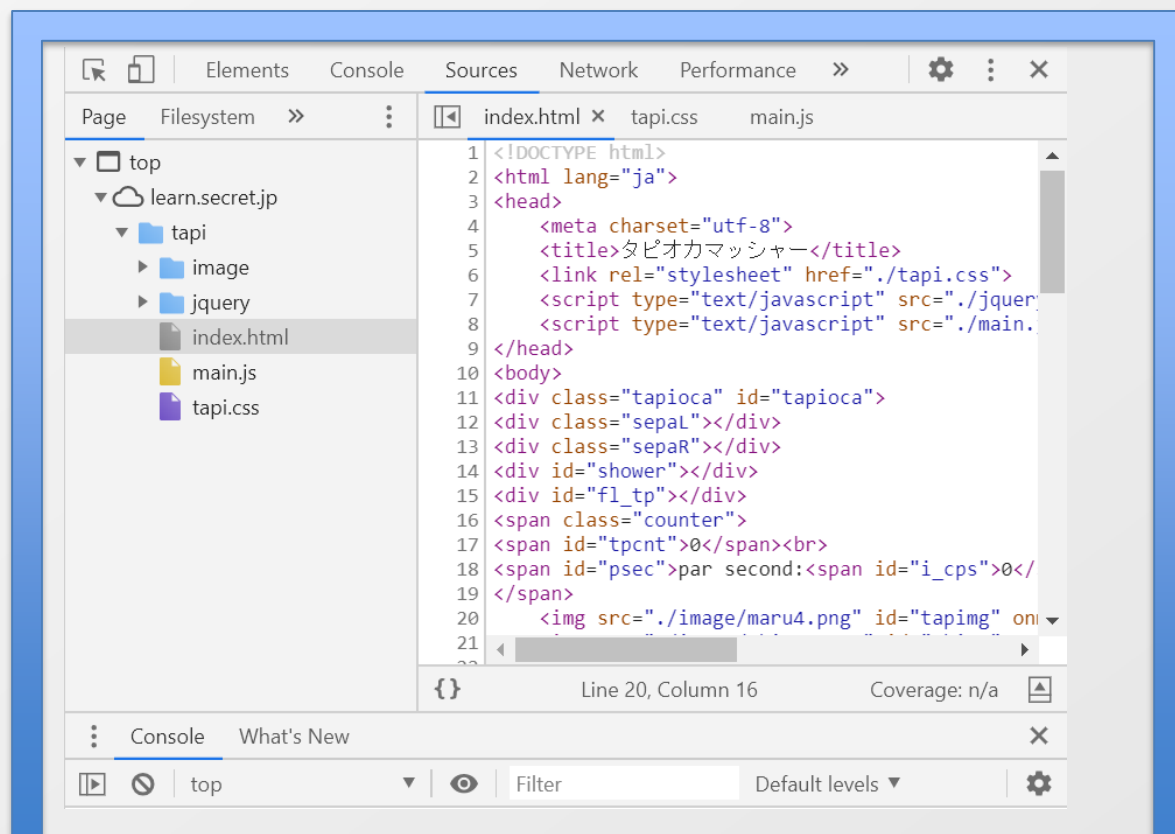 Elements Console Sources Network Performance »
Page Filesystem » index.html × tapi.css main.js
top
learn.secret.jp
tapi
image
jquery
index.html
main.js
tapi.css
1 <!DOCTYPE html>
2 <html lang="ja">
3 <head>
4 <meta charset="utf-8">
5 <title>タピオカマッシャー</title>
6 <link rel="stylesheet" href="./tapi.css">
7 <script type="text/javascript" src="./jquer
8 <script type="text/javascript" src="./main.
9 </head>
10 <body>
11 <div class="tapioca" id="tapioca">
12 <div class="sepaL"></div>
13 <div class="sepaR"></div>
14 <div id="shower"></div>
15 <div id="fl_tp"></div>
16 <span class="counter">
17 <span id="tpcnt">0</span><br>
18 <span id="psec">par second:<span id="i_cps">0</
19 </span>
20 <img src="./image/maru4.png" id="tapimg" on
21
{} Line 20, Column 16 Coverage: n/a
Console What's New
top Filter Default levels